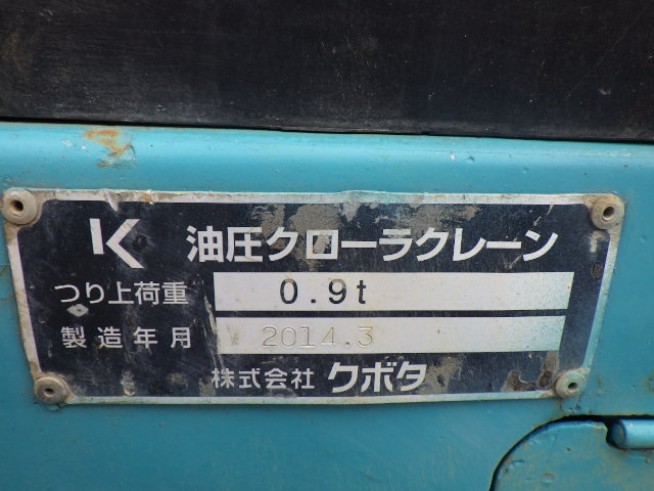 K 油圧クローラクレーン
つり上荷重 0.9t
製造年月 2014.3
株式会社 クボタ